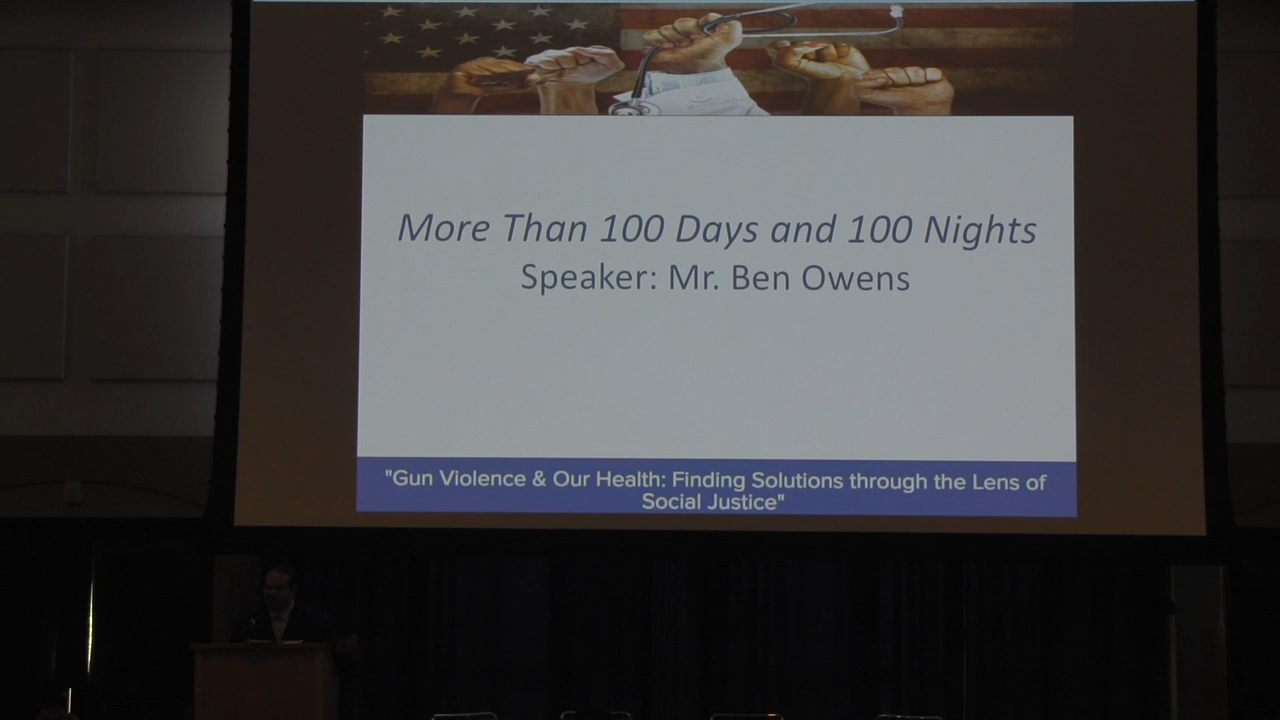 More Than 100 Days and 100 Nights
Speaker: Mr. Ben Owens
"Gun Violence & Our Health: Finding Solutions through the Lens of
Social Justice"